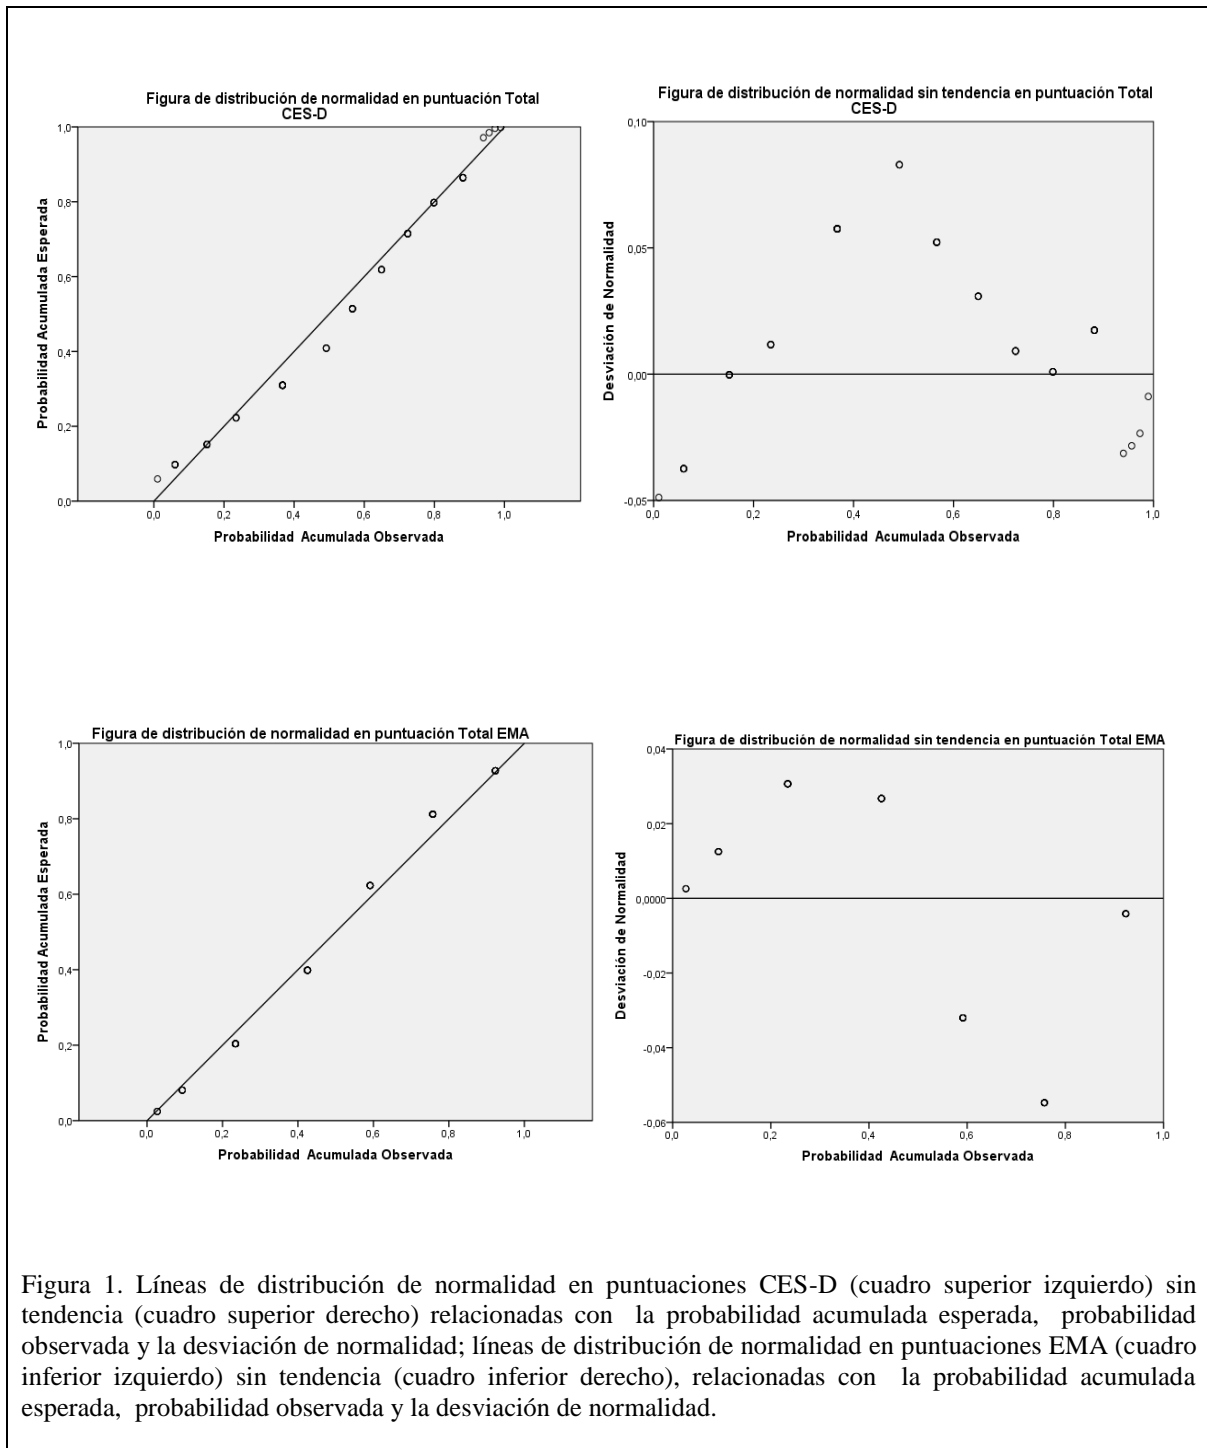 Figura de distribución de normalidad en puntuación Total
CES-D
1,0
0,8
0,6
0,4
0,2
0,0
Probabilidad Acumulada Esperada
0,0 0,2 0,4 0,6 0,8 1,0
Probabilidad Acumulada Observada
Figura de distribución de normalidad sin tendencia en puntuación Total
CES-D
0,10
0,05
0,00
-0,05
Desviación de Normalidad
0,0 0,2 0,4 0,6 0,8 1,0
Probabilidad Acumulada Observada
Figura de distribución de normalidad en puntuación Total EMA
1,0
0,8
0,6
0,4
0,2
0,0
Probabilidad Acumulada Esperada
0,0 0,2 0,4 0,6 0,8 1,0
Probabilidad Acumulada Observada
Figura de distribución de normalidad sin tendencia en puntuación Total EMA
0,04
0,02
0,0000
-0,02
-0,04
-0,06
Desviación de Normalidad
0,0 0,2 0,4 0,6 0,8 1,0
Probabilidad Acumulada Observada
Figura 1. Líneas de distribución de normalidad en puntuaciones CES-D (cuadro superior izquierdo) sin
tendencia (cuadro superior derecho) relacionadas con la probabilidad acumulada esperada, probabilidad
observada y la desviación de normalidad; líneas de distribución de normalidad en puntuaciones EMA (cuadro
inferior izquierdo) sin tendencia (cuadro inferior derecho), relacionadas con la probabilidad acumulada
esperada, probabilidad observada y la desviación de normalidad.